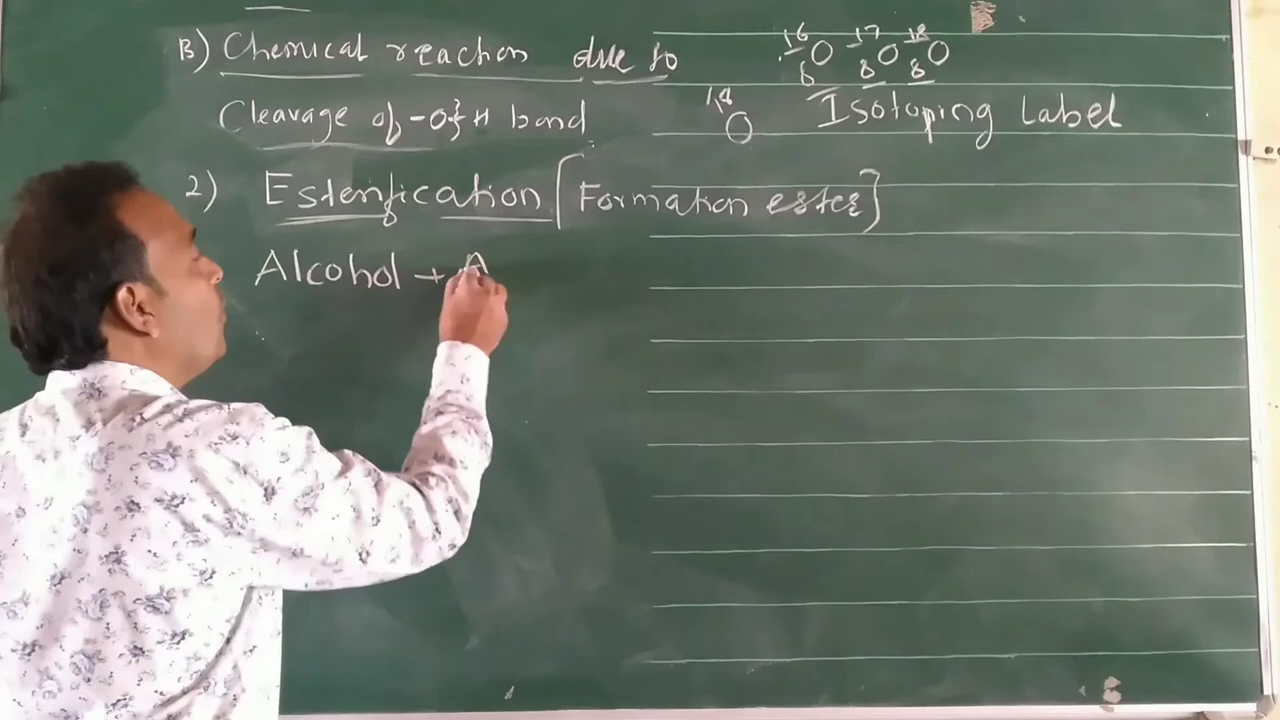 B) Chemical reaction due to
Cleavage of -O}H bond
2) Esterification [Formation ester]
Alcohol + A
16 17 18
O O O
8 8 8
18
O Isotoping Label